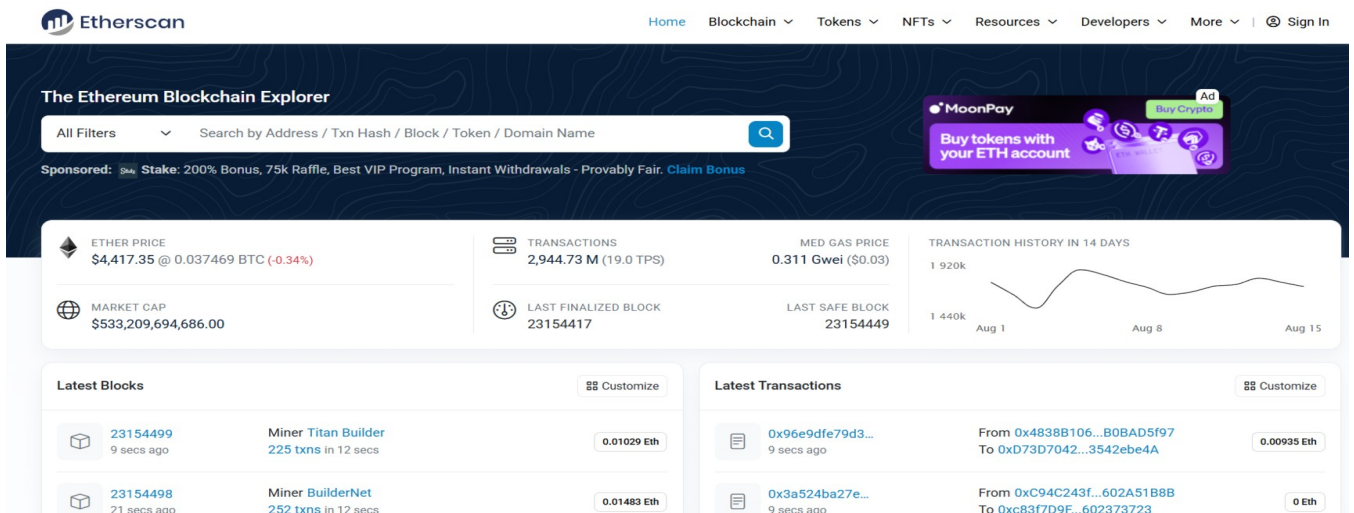 Etherscan
Home Blockchain Tokens NFTs Resources Developers More | Sign In
The Ethereum Blockchain Explorer
All Filters Search by Address / Txn Hash / Block / Token / Domain Name
Sponsored: Stake: 200% Bonus, 75k Raffle, Best VIP Program, Instant Withdrawals - Provably Fair. Claim Bonus
Ad
MoonPay
Buy Crypto
Buy tokens with
your ETH account
ETH WALLET
ETHER PRICE
$4,417.35 @ 0.037469 BTC (-0.34%)
MARKET CAP
$533,209,694,686.00
TRANSACTIONS
2,944.73 M (19.0 TPS)
MED GAS PRICE
0.311 Gwei ($0.03)
LAST FINALIZED BLOCK
23154417
LAST SAFE BLOCK
23154449
TRANSACTION HISTORY IN 14 DAYS
1 920k
1 440k
Aug 1 Aug 8 Aug 15
Latest Blocks
Customize
23154499
9 secs ago
Miner Titan Builder
225 txns in 12 secs
0.01029 Eth
23154498
21 secs ago
Miner BuilderNet
252 txns in 12 secs
0.01483 Eth
Latest Transactions
Customize
0x96e9dfe79d3...
9 secs ago
From 0x4838B106...B0BAD5f97
To 0xD73D7042...3542ebe4A
0.00935 Eth
0x3a524ba27e...
9 secs ago
From 0xC94C243f...602A51B8B
To 0xc83f7D9F...602373723
0 Eth